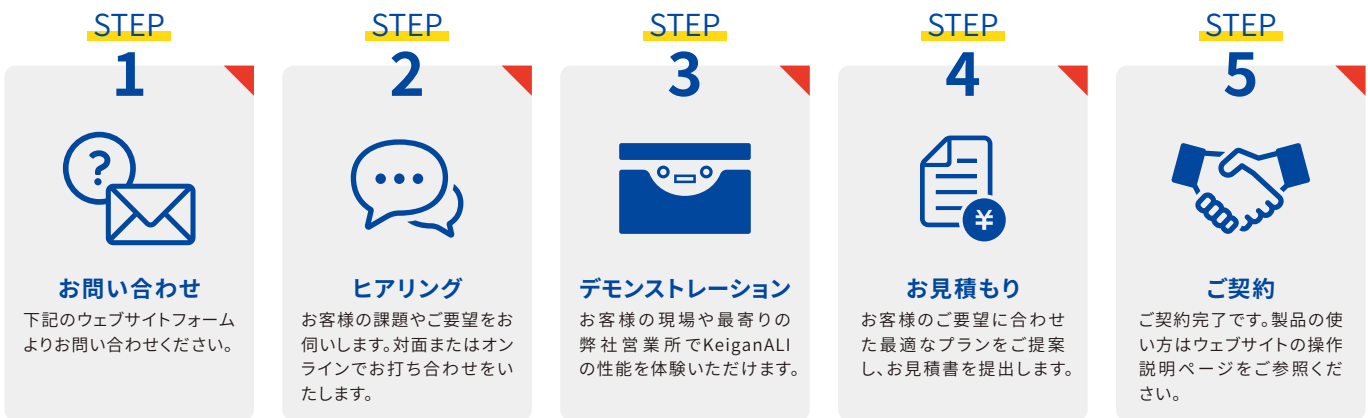 STEP
1
?
お問い合わせ
下記のウェブサイトフォーム
よりお問い合わせください。
STEP
2
ヒアリング
お客様の課題やご要望をお
伺いします。対面またはオン
ラインでお打ち合わせをい
たします。
STEP
3
デモンストレーション
お客様の現場や最寄りの
弊社営業所でKeiganALI
の性能を体験いただけます。
STEP
4
¥
お見積もり
お客様のご要望に合わせ
た最適なプランをご提案
し、お見積書を提出します。
STEP
5
ご契約
ご契約完了です。製品の使
い方はウェブサイトの操作
説明ページをご参照くだ
さい。